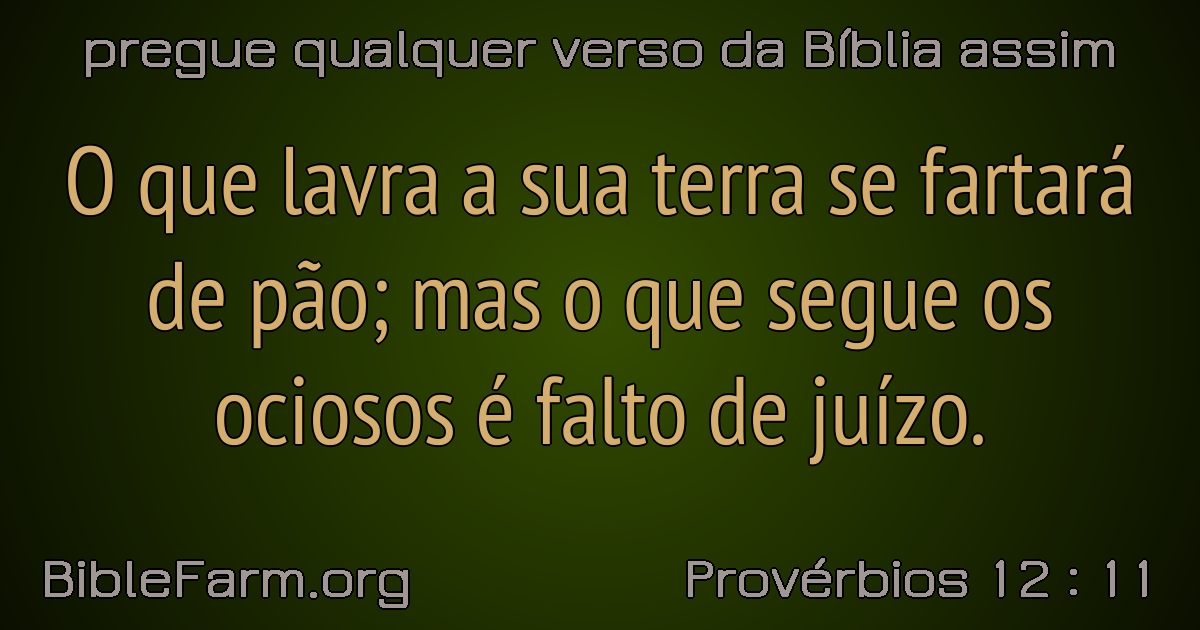 pregue qualquer verso da Bíblia assim
O que lavra a sua terra se fartará
de pão; mas o que segue os
ociosos é falto de juízo.
BibleFarm.org
Provérbios 12 : 11